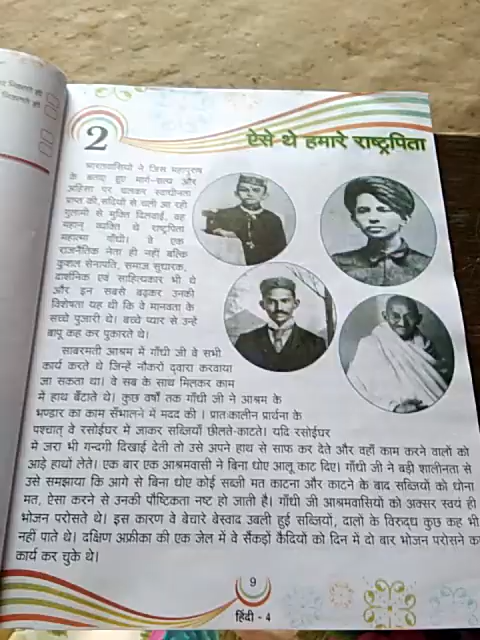 2
ऐसे थे हमारे राष्ट्रपिता
भारतवासियों ने जिस महापुरुष
के बताए हुए मार्ग-सत्य और
अहिंसा पर चलकर स्वाधीनता
प्राप्त की, सदियों से चली आ रही
गुलामी से मुक्ति दिलवाई, वह
महान् व्यक्ति थे राष्ट्रपिता
महात्मा गाँधी। वे एक
राजनैतिक नेता ही नहीं बल्कि
कुशल सेनापति, समाज सुधारक,
दार्शनिक एवं साहित्यकार भी थे
और इन सबसे बढ़कर उनकी
विशेषता यह थी कि वे मानवता के
सच्चे पुजारी थे। बच्चे प्यार से उन्हें
बापू कह कर पुकारते थे।
साबरमती आश्रम में गाँधी जी वे सभी
कार्य करते थे जिन्हें नौकरों द्वारा करवाया
जा सकता था। वे सब के साथ मिलकर काम
में हाथ बँटाते थे। कुछ वर्षों तक गाँधी जी ने आश्रम के
भण्डार का काम सँभालने में मदद की। प्रातःकालीन प्रार्थना के
पश्चात् वे रसोईघर में जाकर सब्जियाँ छीलते-काटते। यदि रसोईघर
में जरा भी गन्दगी दिखाई देती तो उसे अपने हाथ से साफ कर देते और वहाँ काम करने वालों को
आड़े हाथों लेते। एक बार एक आश्रमवासी ने बिना धोए आलू काट दिए। गाँधी जी ने बड़ी शालीनता से
उसे समझाया कि आगे से बिना धोए कोई सब्जी मत काटना और काटने के बाद सब्जियों को धोना
मत, ऐसा करने से उनकी पौष्टिकता नष्ट हो जाती है। गाँधी जी आश्रमवासियों को अक्सर स्वयं ही
भोजन परोसते थे। इस कारण वे बेचारे बेस्वाद उबली हुई सब्जियों, दालों के विरुद्ध कुछ कह भी
नहीं पाते थे। दक्षिण अफ्रीका की एक जेल में वे सैंकड़ों कैदियों को दिन में दो बार भोजन परोसने का
कार्य कर चुके थे।
9
हिंदी - 4